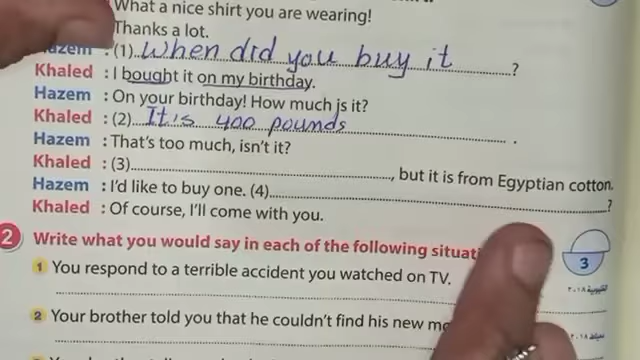 What a nice shirt you are wearing!
Thanks a lot.
Hazem : (1) When did you buy it ?
Khaled : I bought it on my birthday.
Hazem : On your birthday! How much is it?
Khaled : (2) It is 400 pounds .
Hazem : That's too much, isn't it?
Khaled : (3) , but it is from Egyptian cotton.
Hazem : I'd like to buy one. (4) ?
Khaled : Of course, I'll come with you.
2 Write what you would say in each of the following
3
1 You respond to a terrible accident you watched on TV.
2 Your brother told you that he couldn't find his new